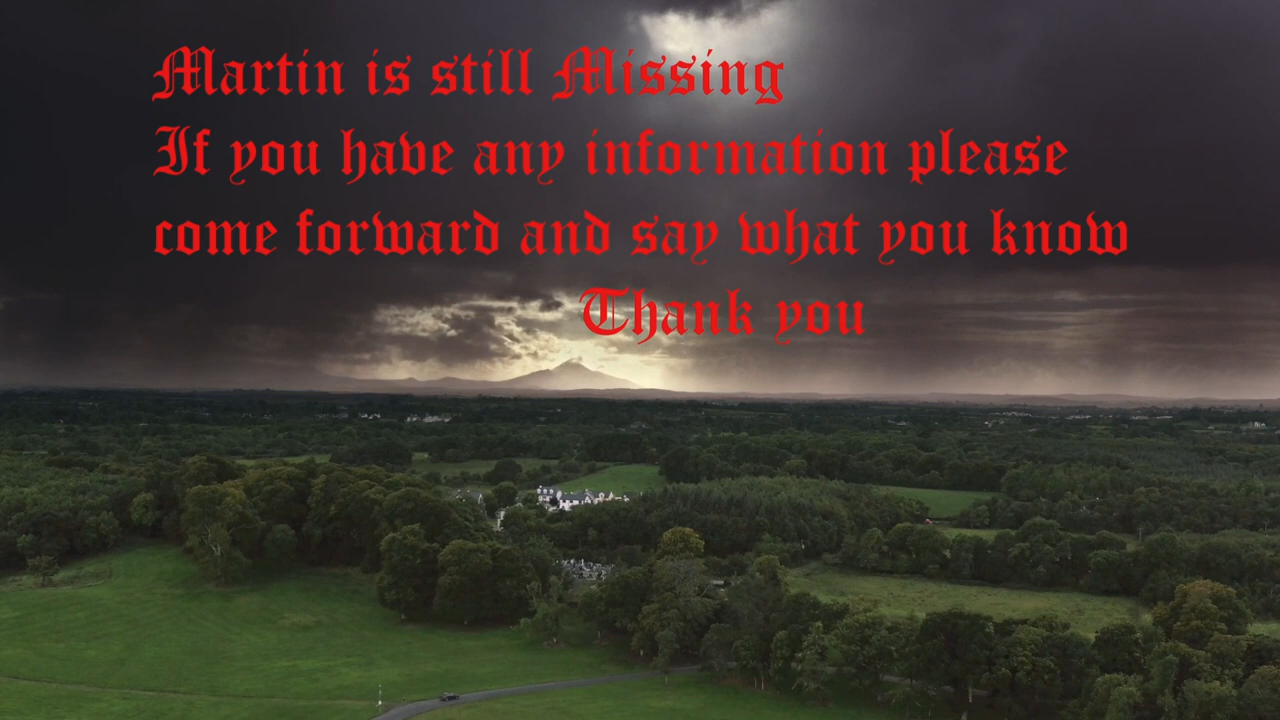 Martin is still Missing
If you have any information please
come forward and say what you know
Thank you